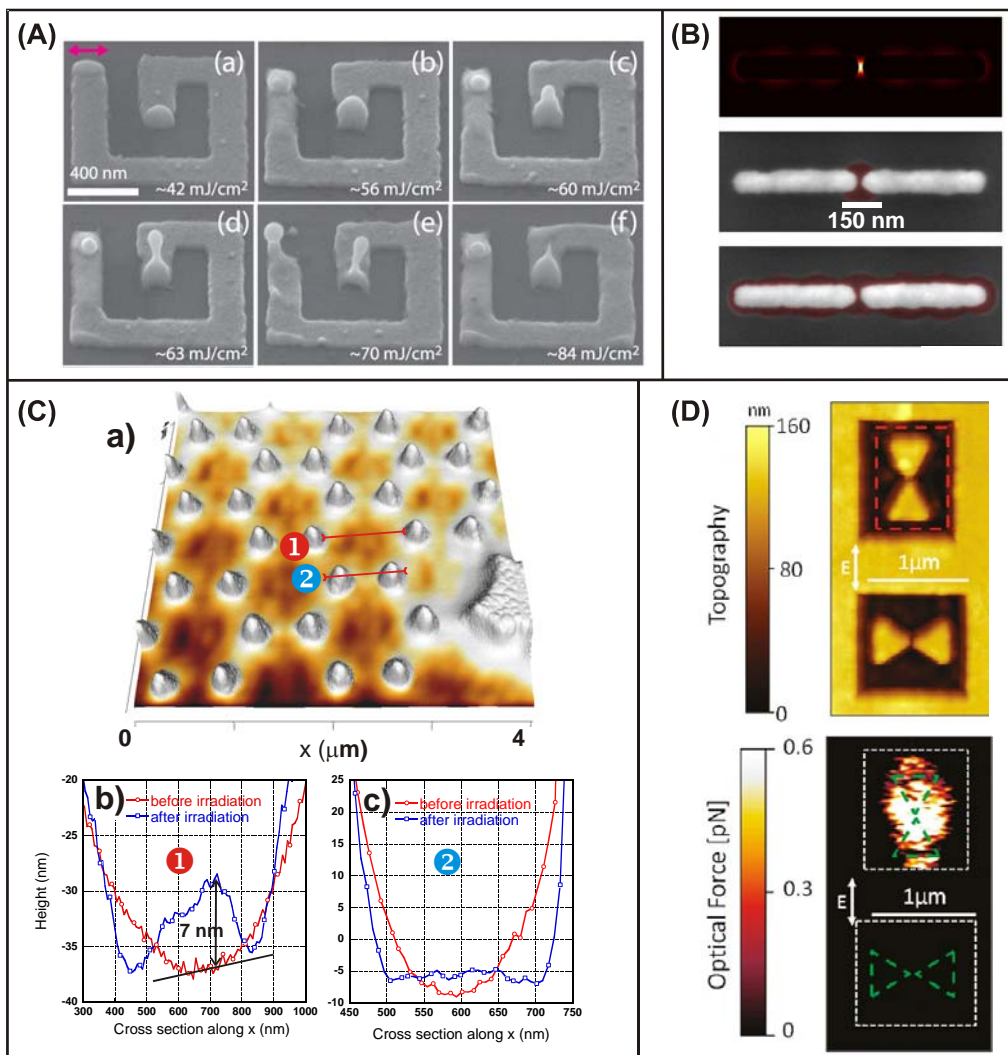 (A)
(a)
(b)
(c)
400 nm
~42 mJ/cm²
~56 mJ/cm²
~60 mJ/cm²
(d)
(e)
(f)
~63 mJ/cm²
~70 mJ/cm²
~84 mJ/cm²
(B)
150 nm
(C)
a)
1
2
0
4
x (μm)
b)
before irradiation
after irradiation
1
7 nm
Height (nm)
-20
-25
-30
-35
-40
300 400 500 600 700 800 900 1000
Cross section along x (nm)
c)
before irradiation
after irradiation
2
25
20
15
10
5
0
-5
-10
450 500 550 600 650 700 750
Cross section along x (nm)
(D)
nm
160
80
0
Topography
E
1μm
0.6
0.3
0
Optical Force [pN]
E
1μm